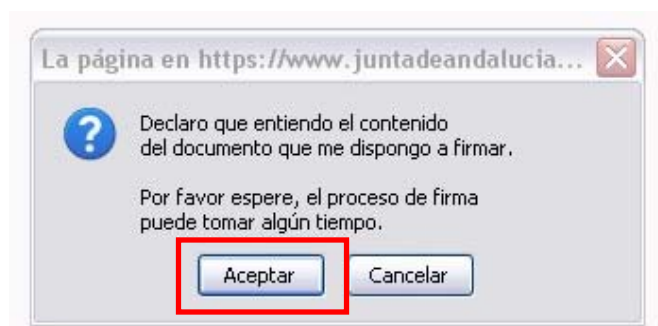 La página en https://www.juntadeandalucia...
Declaro que entiendo el contenido
del documento que me dispongo a firmar.
Por favor espere, el proceso de firma
puede tomar algún tiempo.
Aceptar Cancelar